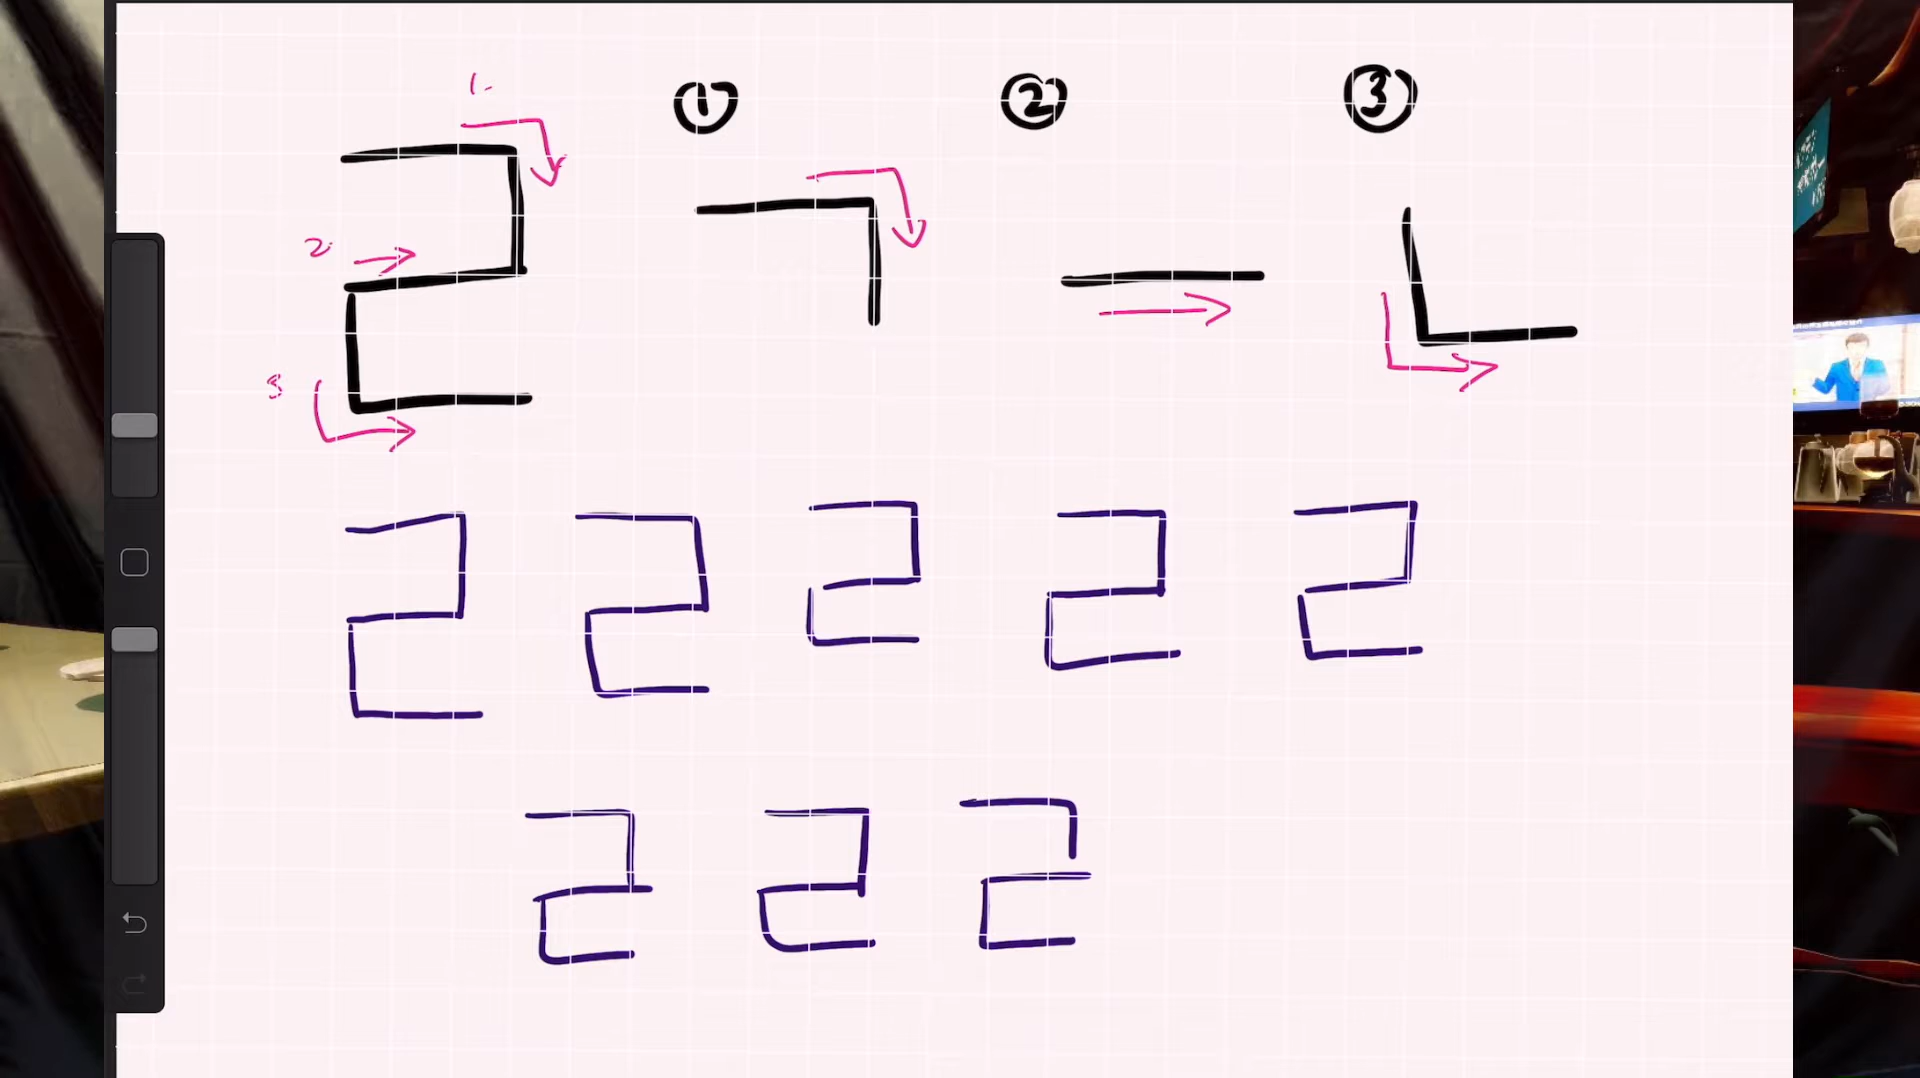 1. ① ② ③
ㄹ ㄱ ㅡ ㄴ
2.
3
ㄹ ㄹ ㄹ ㄹ ㄹ
ㄹ ㄹ ㄹ